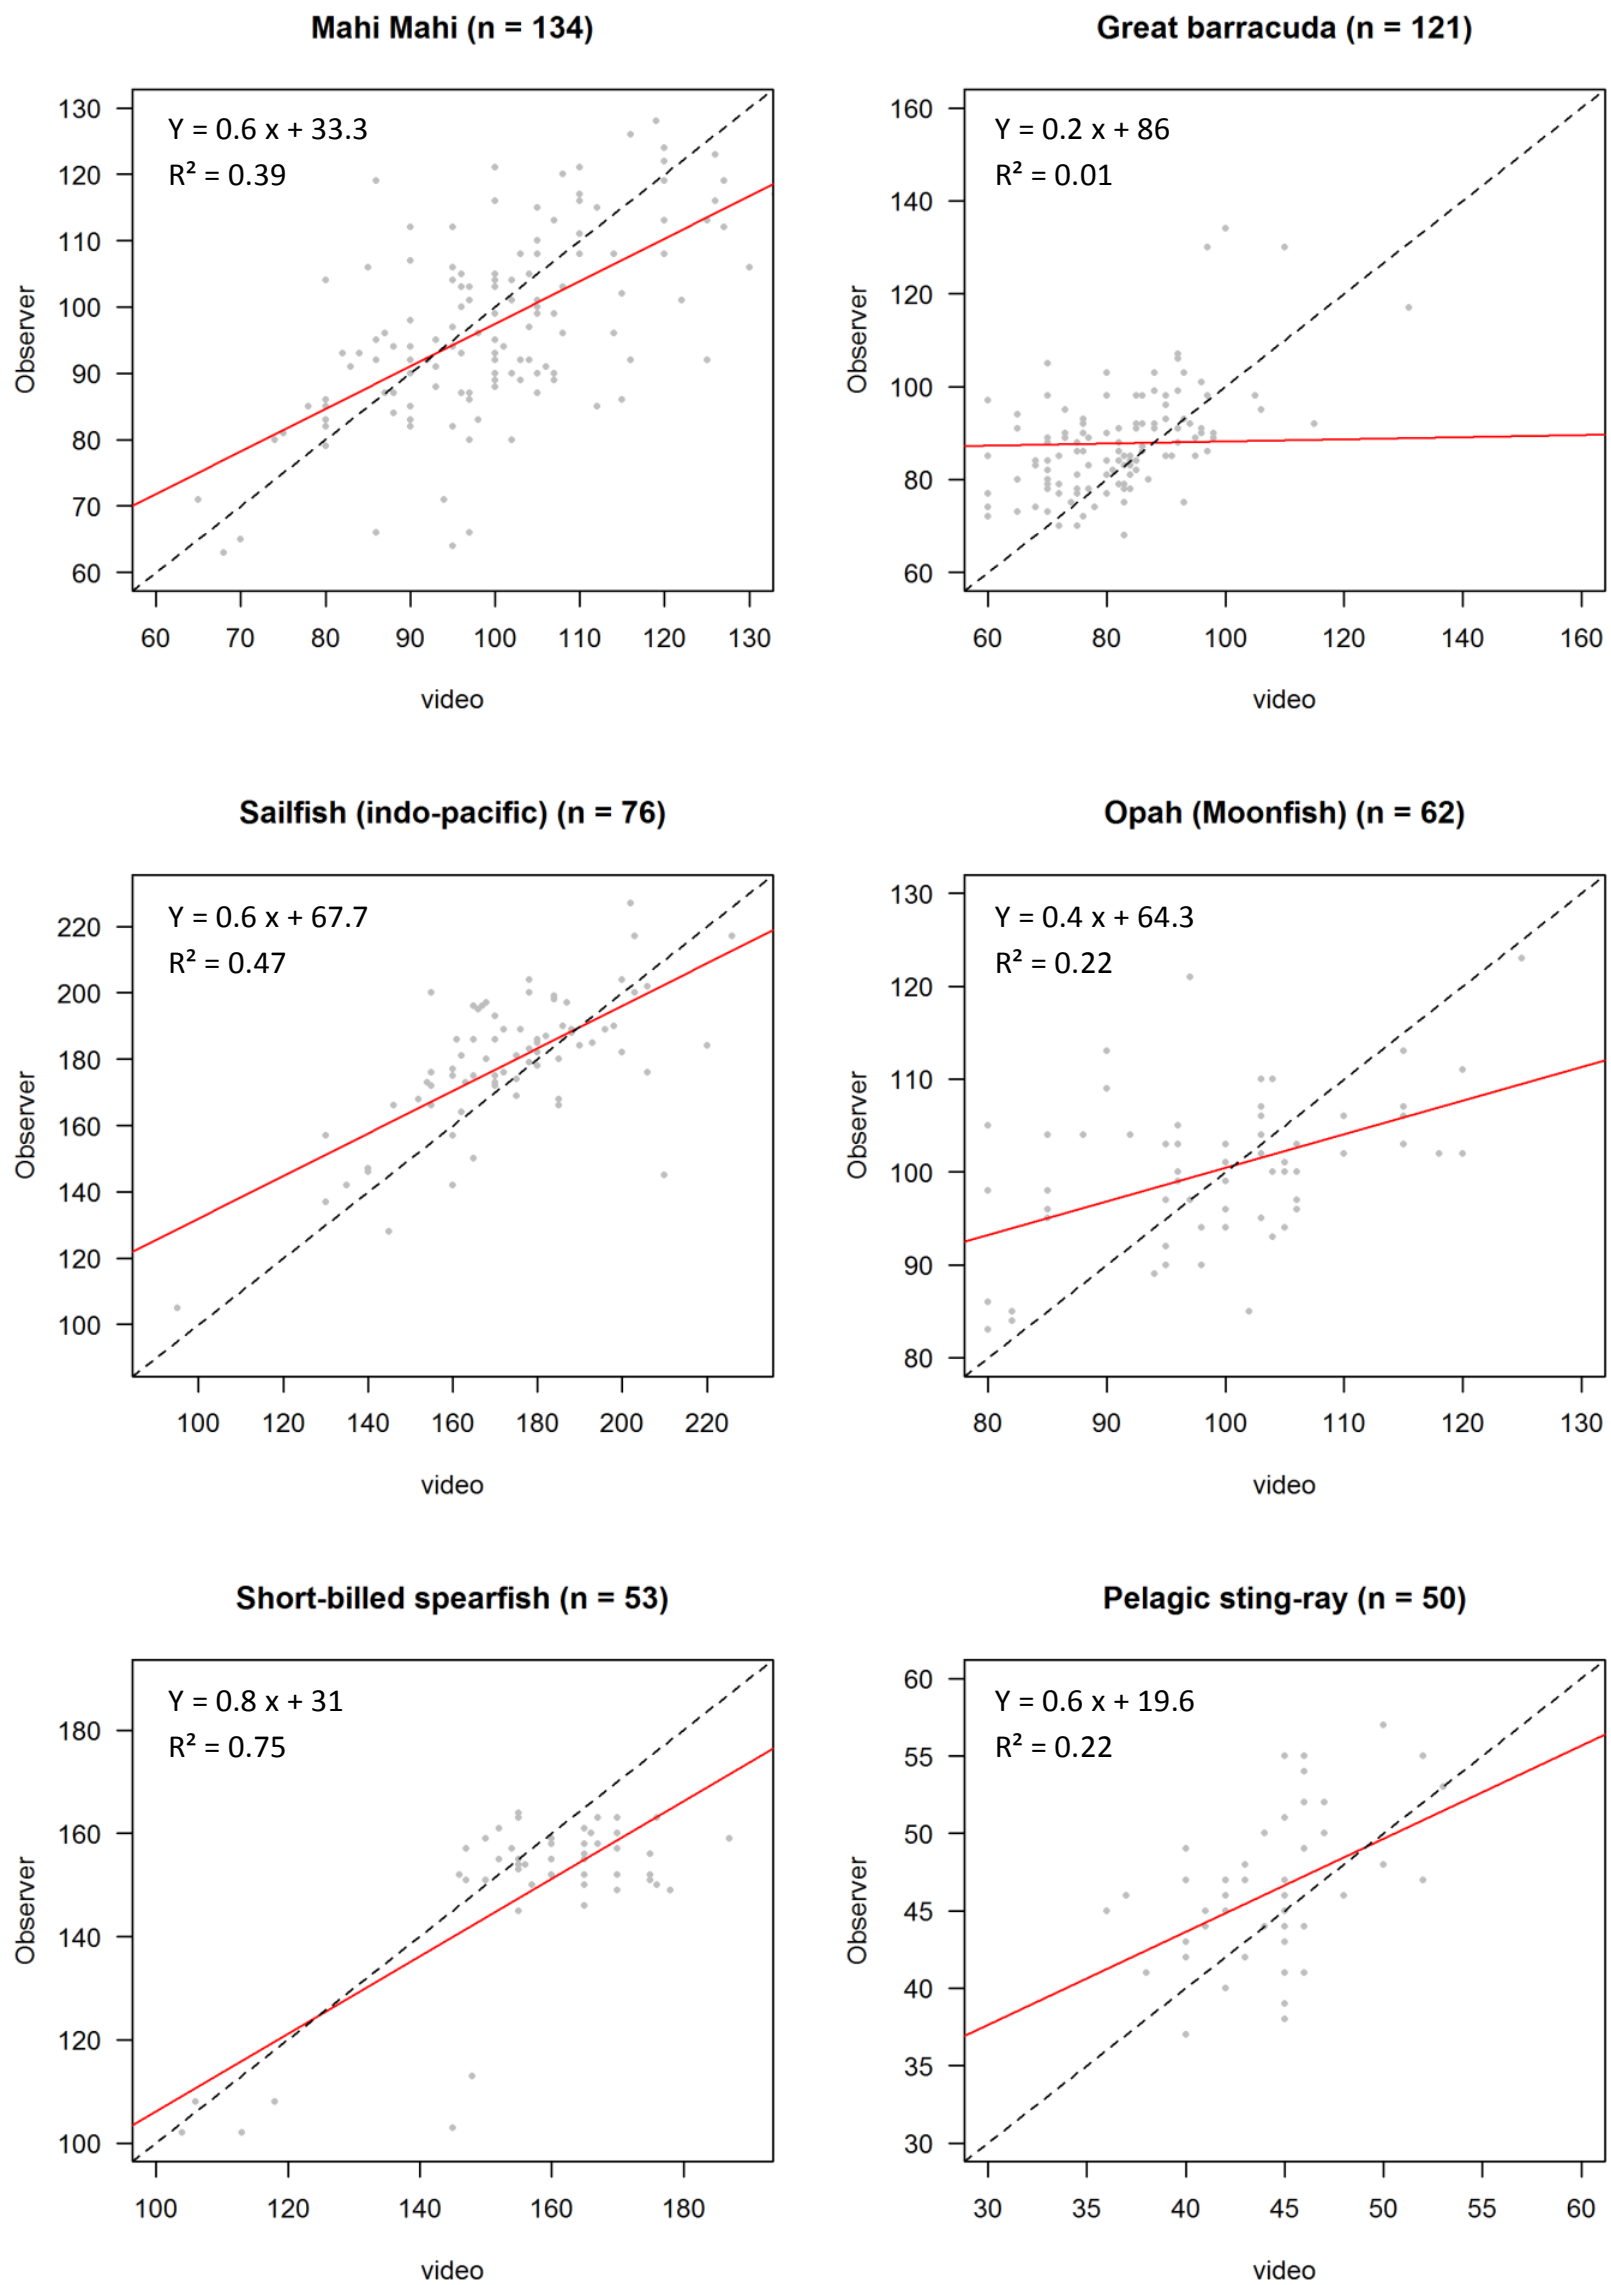 Mahi Mahi (n = 134)
Y = 0.6 x + 33.3
R² = 0.39
130
120
110
100
90
80
70
60
Observer
60 70 80 90 100 110 120 130
video
Great barracuda (n = 121)
Y = 0.2 x + 86
R² = 0.01
160
140
120
100
80
60
Observer
60 80 100 120 140 160
video
Sailfish (indo-pacific) (n = 76)
Y = 0.6 x + 67.7
R² = 0.47
220
200
180
160
140
120
100
Observer
100 120 140 160 180 200 220
video
Opah (Moonfish) (n = 62)
Y = 0.4 x + 64.3
R² = 0.22
130
120
110
100
90
80
Observer
80 90 100 110 120 130
video
Short-billed spearfish (n = 53)
Y = 0.8 x + 31
R² = 0.75
180
160
140
120
100
Observer
100 120 140 160 180
video
Pelagic sting-ray (n = 50)
Y = 0.6 x + 19.6
R² = 0.22
60
55
50
45
40
35
30
Observer
30 35 40 45 50 55 60
video